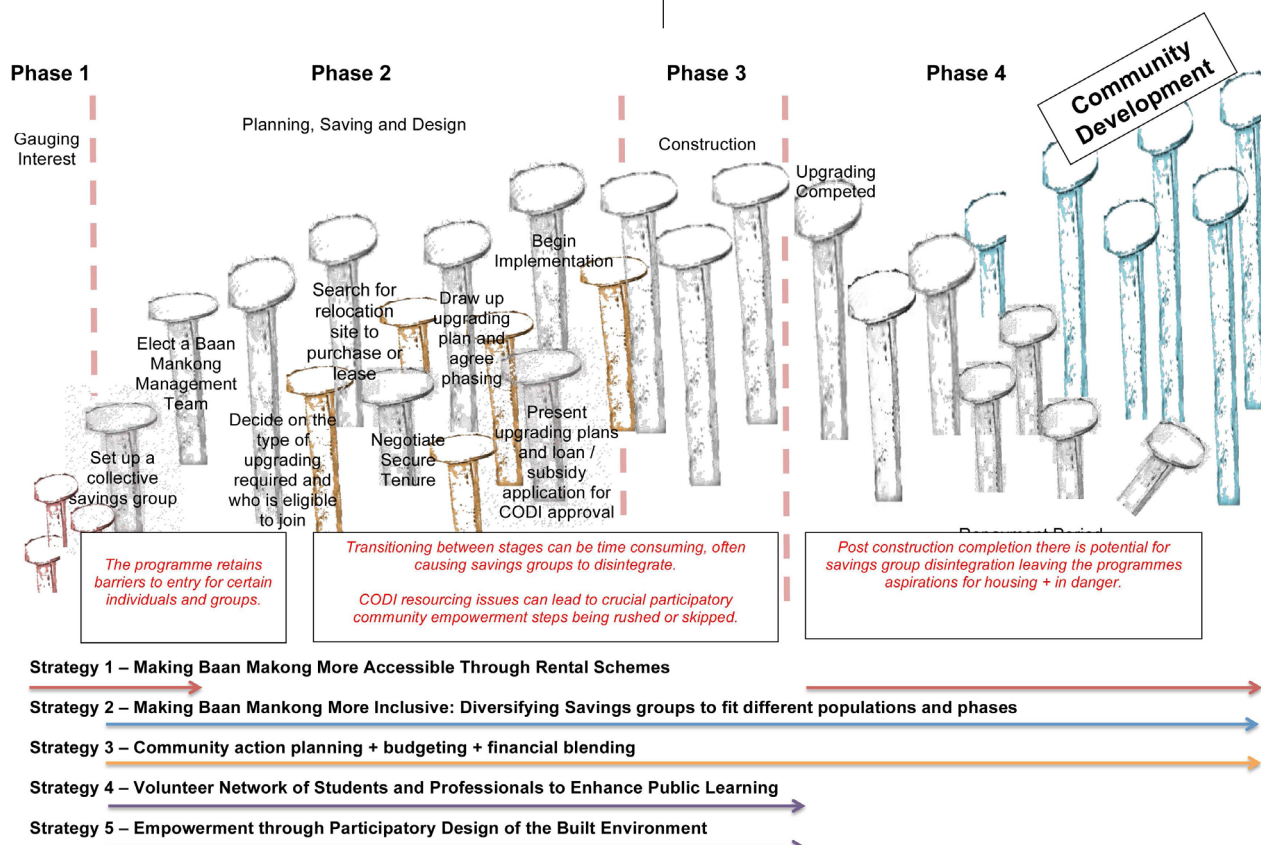 Phase 1
Phase 2
Phase 3
Phase 4
Community
Development
Gauging
Interest
Planning, Saving and Design
Construction
Upgrading
Competed
Set up a
collective
savings group
Elect a Baan
Mankong
Management
Team
Decide on the
type of
upgrading
required and
who is eligible
to join
Search for
relocation
site to
purchase or
lease
Negotiate
Secure
Tenure
Draw up
upgrading
plan and
agree
phasing
Present
upgrading plans
and loan /
subsidy
application for
CODI approval
Begin
Implementation
The programme retains
barriers to entry for certain
individuals and groups.
Transitioning between stages can be time consuming, often
causing savings groups to disintegrate.
CODI resourcing issues can lead to crucial participatory
community empowerment steps being rushed or skipped.
Post construction completion there is potential for
savings group disintegration leaving the programmes
aspirations for housing + in danger.
Strategy 1 – Making Baan Makong More Accessible Through Rental Schemes
Strategy 2 – Making Baan Mankong More Inclusive: Diversifying Savings groups to fit different populations and phases
Strategy 3 – Community action planning + budgeting + financial blending
Strategy 4 – Volunteer Network of Students and Professionals to Enhance Public Learning
Strategy 5 – Empowerment through Participatory Design of the Built Environment